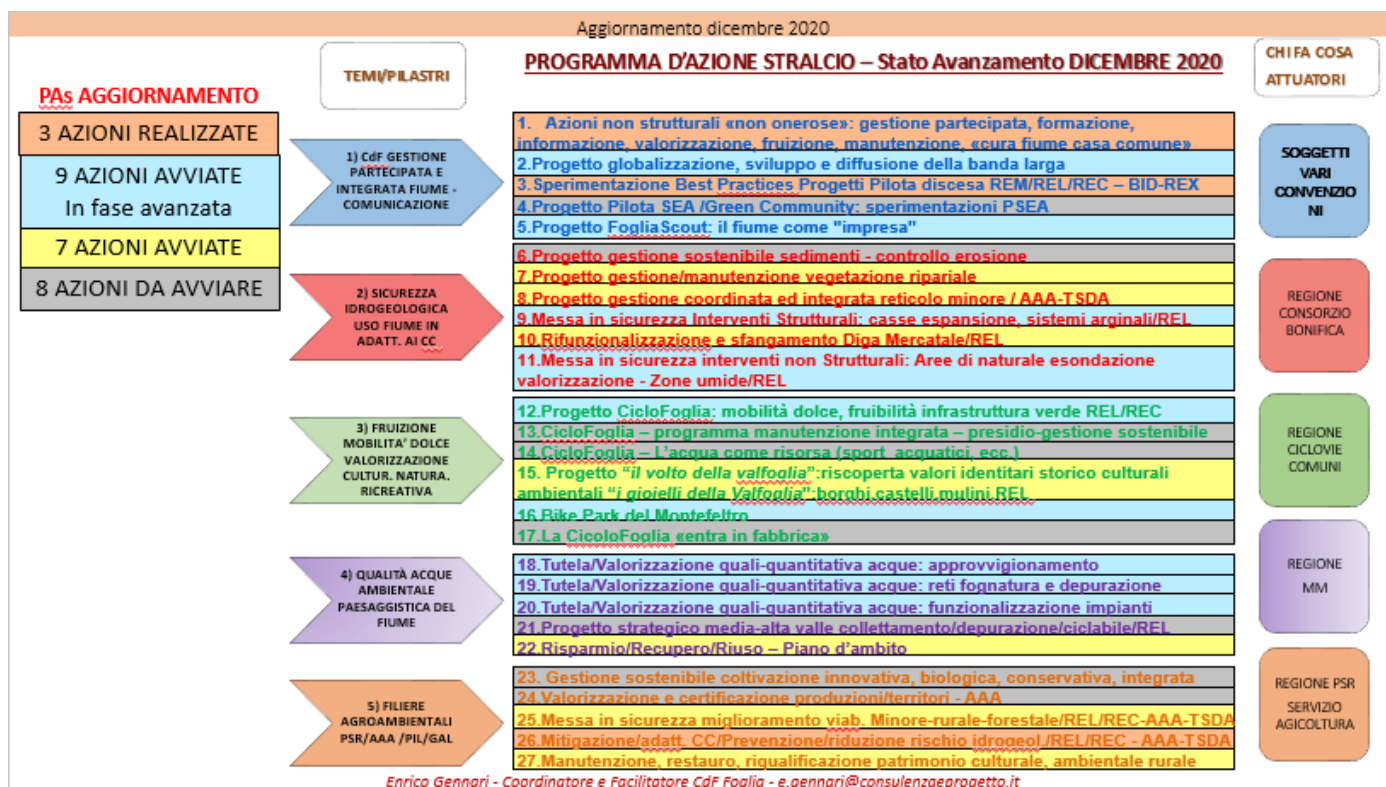 Aggiornamento dicembre 2020
TEMI/PILASTRI
PROGRAMMA D'AZIONE STRALCIO – Stato Avanzamento DICEMBRE 2020
CHI FA COSA
ATTUATORI
PAs AGGIORNAMENTO
3 AZIONI REALIZZATE
9 AZIONI AVVIATE
In fase avanzata
7 AZIONI AVVIATE
8 AZIONI DA AVVIARE
1) CdF GESTIONE
PARTECIPATA E
INTEGRATA FIUME -
COMUNICAZIONE
1. Azioni non strutturali «non onerose»: gestione partecipata, formazione,
informazione, valorizzazione, fruizione, manutenzione, «cura fiume casa comune»
2.Progetto globalizzazione, sviluppo e diffusione della banda larga
3.Sperimentazione Best Practices Progetti Pilota discesa REM/REL/REC – BID-REX
4.Progetto Pilota SEA /Green Community: sperimentazioni PSEA
5.Progetto FogliaScout: il fiume come "impresa"
SOGGETTI
VARI
CONVENZIO
NI
2) SICUREZZA
IDROGEOLOGICA
USO FIUME IN
ADATT. AI CC
6.Progetto gestione sostenibile sedimenti - controllo erosione
7.Progetto gestione/manutenzione vegetazione ripariale
8.Progetto gestione coordinata ed integrata reticolo minore / AAA-TSDA
9.Messa in sicurezza Interventi Strutturali: casse espansione, sistemi arginali/REL
10.Rifunzionalizzazione e sfangamento Diga Mercatale/REL
11.Messa in sicurezza interventi non Strutturali: Aree di naturale esondazione
valorizzazione - Zone umide/REL
REGIONE
CONSORZIO
BONIFICA
3) FRUIZIONE
MOBILITA' DOLCE
VALORIZZAZIONE
CULTUR. NATURA.
RICREATIVA
12.Progetto CicloFoglia: mobilità dolce, fruibilità infrastruttura verde REL/REC
13.CicloFoglia – programma manutenzione integrata – presidio-gestione sostenibile
14.CicloFoglia – L'acqua come risorsa (sport acquatici, ecc.)
15. Progetto "il volto della valfoglia":riscoperta valori identitari storico culturali
ambientali "i gioielli della Valfoglia":borghi,castelli,mulini,REL
16.Bike Park del Montefeltro
17.La CicoloFoglia «entra in fabbrica»
REGIONE
CICLOVIE
COMUNI
4) QUALITÀ ACQUE
AMBIENTALE
PAESAGGISTICA DEL
FIUME
18.Tutela/Valorizzazione quali-quantitativa acque: approvvigionamento
19.Tutela/Valorizzazione quali-quantitativa acque: reti fognatura e depurazione
20.Tutela/Valorizzazione quali-quantitativa acque: funzionalizzazione impianti
21.Progetto strategico media-alta valle collettamento/depurazione/ciclabile/REL
22.Risparmio/Recupero/Riuso – Piano d'ambito
REGIONE
MM
5) FILIERE
AGROAMBIENTALI
PSR/AAA /PIL/GAL
23. Gestione sostenibile coltivazione innovativa, biologica, conservativa, integrata
24.Valorizzazione e certificazione produzioni/territori - AAA
25.Messa in sicurezza miglioramento viab. Minore-rurale-forestale/REL/REC-AAA-TSDA
26.Mitigazione/adatt. CC/Prevenzione/riduzione rischio idrogeol./REL/REC - AAA-TSDA
27.Manutenzione, restauro, riqualificazione patrimonio culturale, ambientale rurale
REGIONE PSR
SERVIZIO
AGICOLTURA
Enrico Gennari - Coordinatore e Facilitatore CdF Foglia - e.gennari@consulenzaeprogetto.it